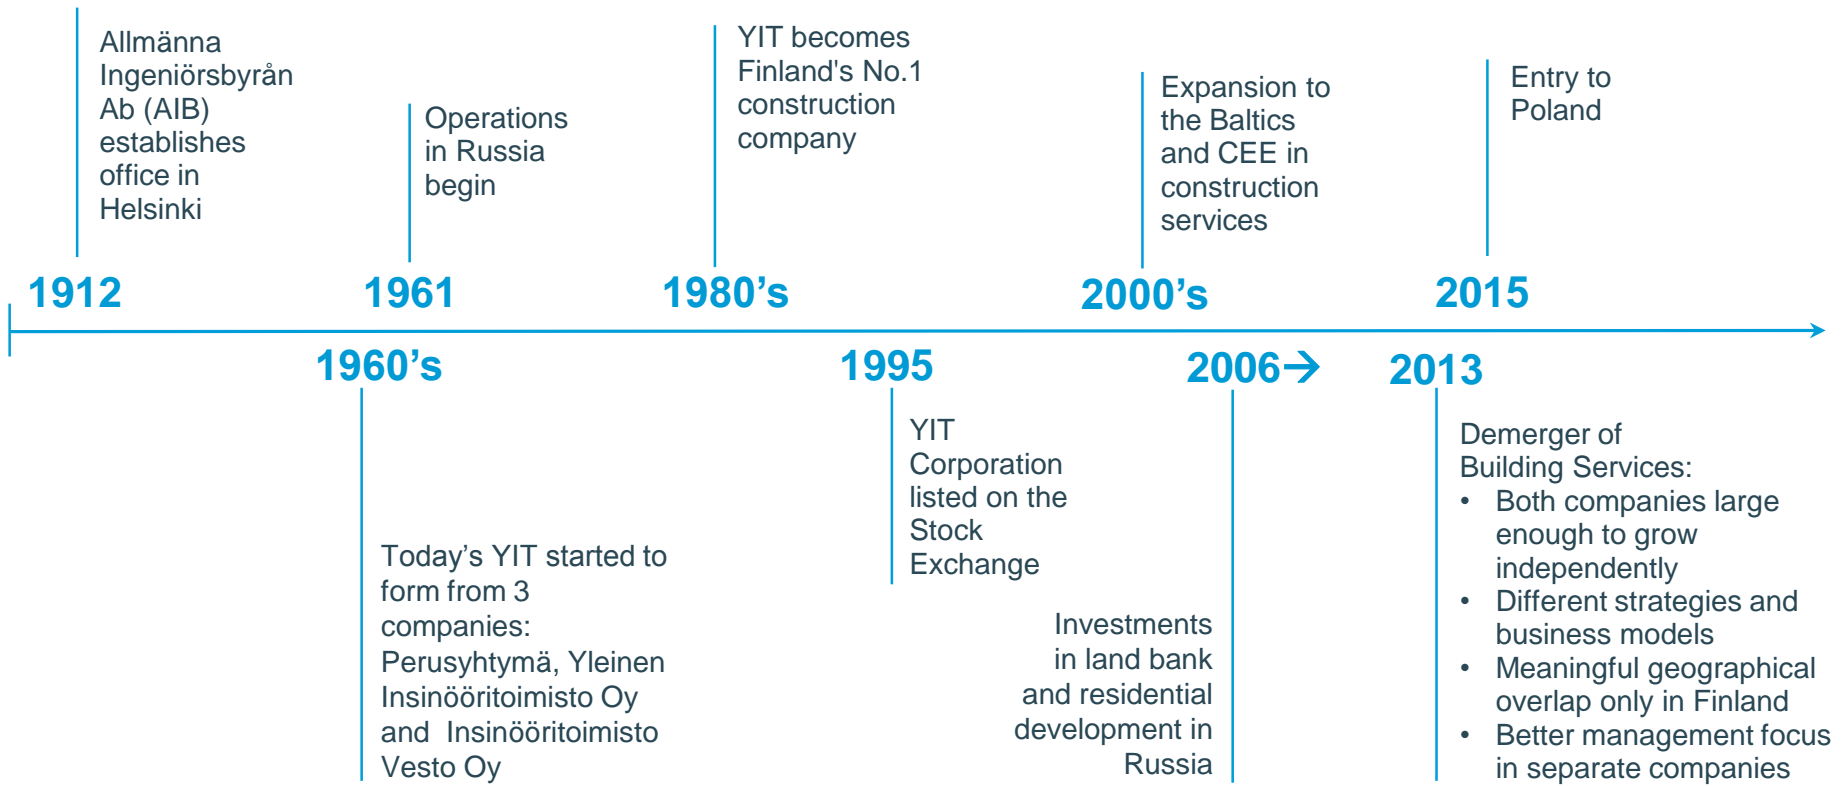 Allmänna
Ingeniörsbyrån
Ab (AIB)
establishes
office in
Helsinki
1912
Operations
in Russia
begin
1961
YIT becomes
Finland's No.1
construction
company
1980’s
Expansion to
the Baltics
and CEE in
construction
services
2000’s
Entry to
Poland
2015
1960’s
Today’s YIT started to
form from 3
companies:
Perusyhtymä, Yleinen
Insinööritoimisto Oy
and  Insinööritoimisto
Vesto Oy
1995
YIT
Corporation
listed on the
Stock
Exchange
2006→
Investments
in land bank
and residential
development in
Russia
2013
Demerger of
Building Services:
• Both companies large
enough to grow
independently
• Different strategies and
business models
• Meaningful geographical
overlap only in Finland
• Better management focus
in separate companies